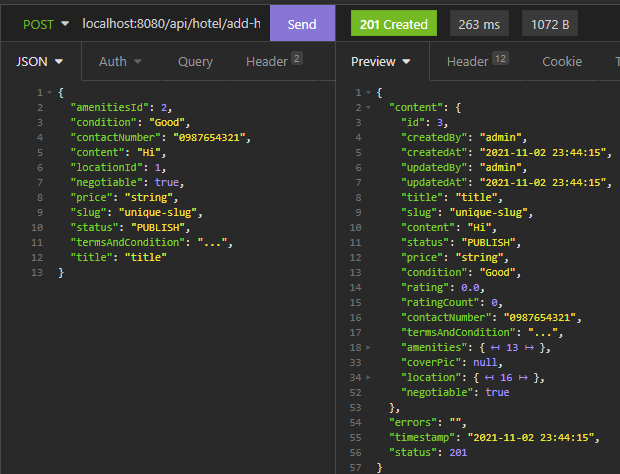 POST localhost:8080/api/hotel/add-h Send
JSON Auth Query Header 2
1 {
2 "amenitiesId": 2,
3 "condition": "Good",
4 "contactNumber": "0987654321",
5 "content": "Hi",
6 "locationId": 1,
7 "negotiable": true,
8 "price": "string",
9 "slug": "unique-slug",
10 "status": "PUBLISH",
11 "termsAndCondition": "...",
12 "title": "title"
13 }
201 Created 263 ms 1072 B
Preview Header 12 Cookie T
1 {
2 "content": {
3 "id": 3,
4 "createdBy": "admin",
5 "createdAt": "2021-11-02 23:44:15",
6 "updatedBy": "admin",
7 "updatedAt": "2021-11-02 23:44:15",
8 "title": "title",
9 "slug": "unique-slug",
10 "content": "Hi",
11 "status": "PUBLISH",
12 "price": "string",
13 "condition": "Good",
14 "rating": 0.0,
15 "ratingCount": 0,
16 "contactNumber": "0987654321",
17 "termsAndCondition": "...",
18 "amenities": { ↤ 13 ↦ },
33 "coverPic": null,
34 "location": { ↤ 16 ↦ },
52 "negotiable": true
53 },
54 "errors": "",
55 "timestamp": "2021-11-02 23:44:15",
56 "status": 201
57 }